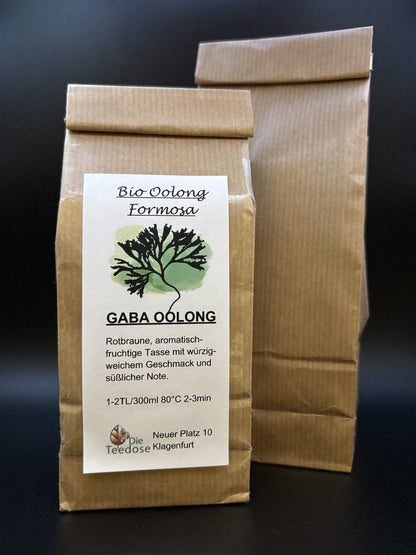 Bio Oolong
Formosa
GABA OOLONG
Rotbraune, aromatisch-
fruchtige Tasse mit würzig-
weichem Geschmack und
süßlicher Note.
1-2TL/300ml 80°C 2-3min
Die
Teedose
Neuer Platz 10
Klagenfurt